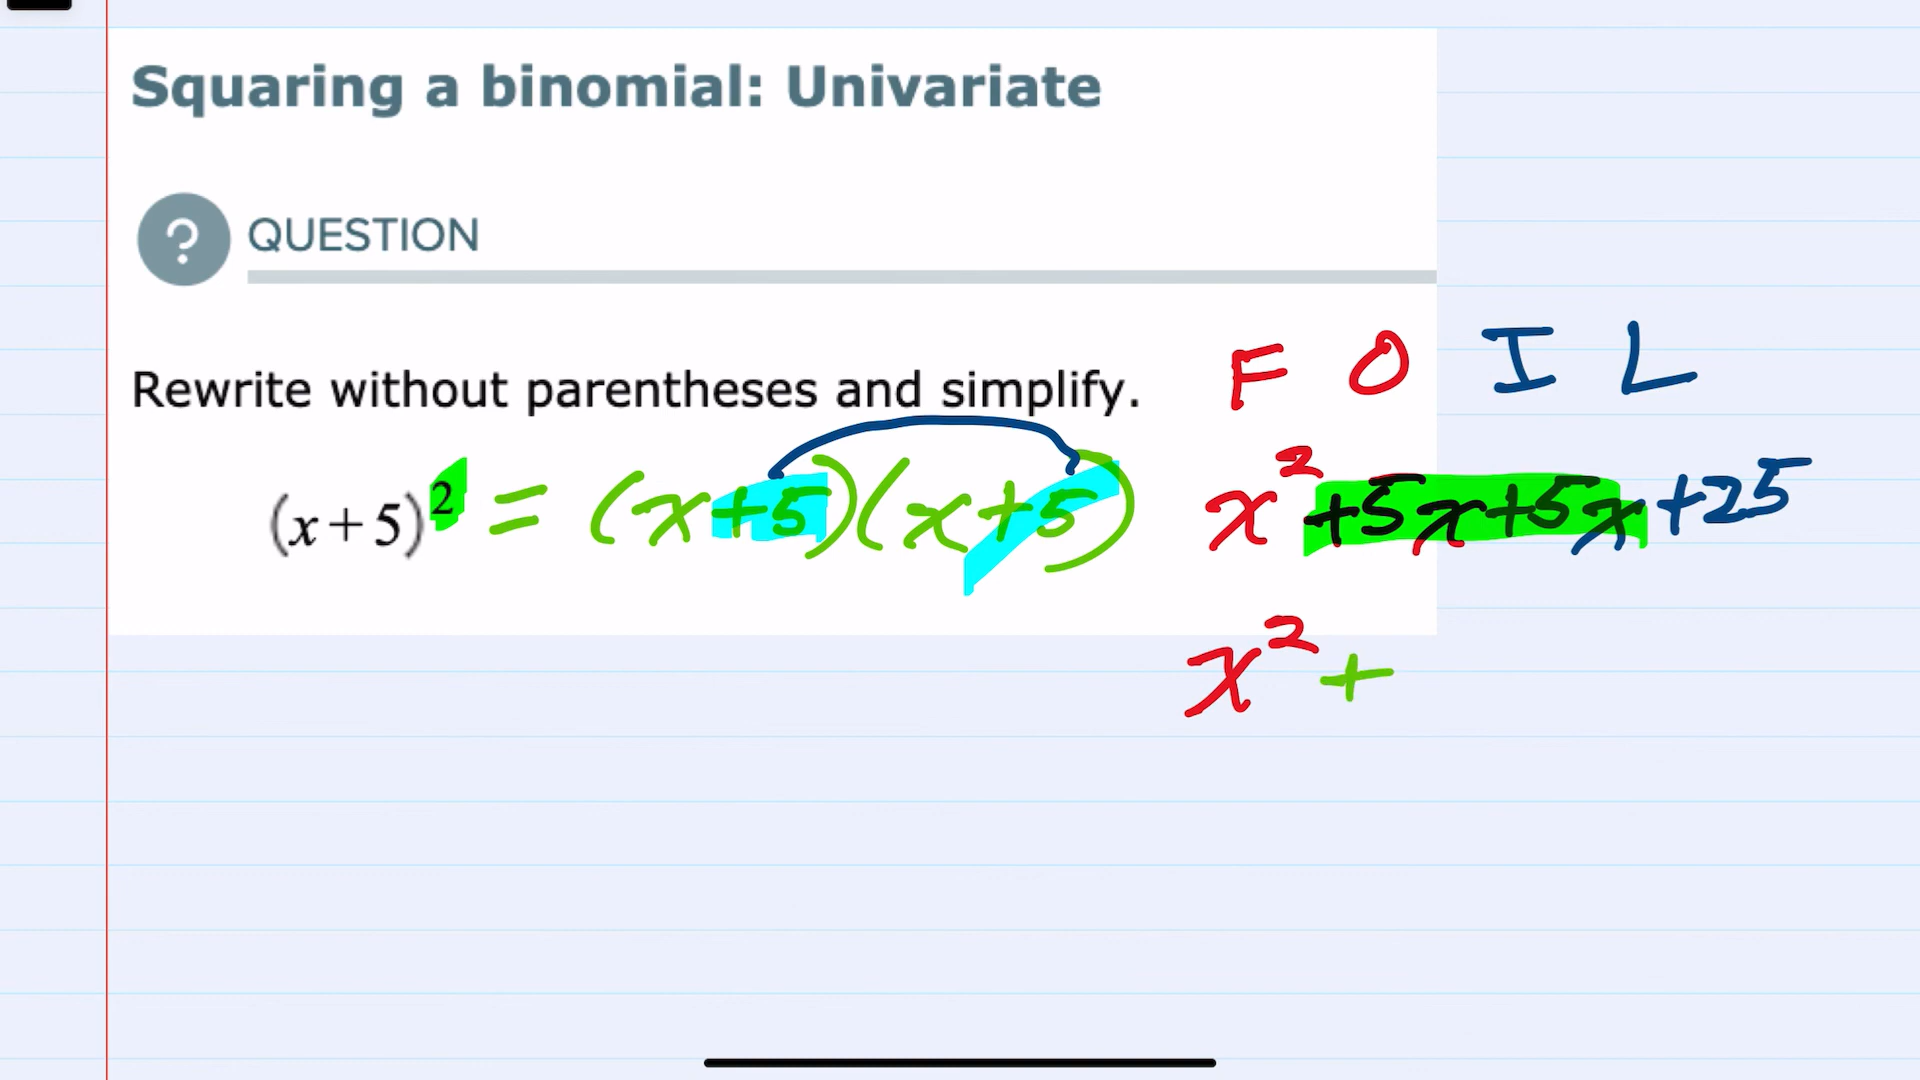 Squaring a binomial: Univariate
? QUESTION
Rewrite without parentheses and simplify.
F O I L
(x+5)² = (x+5)(x+5) x²+5x+5x+25
x²+